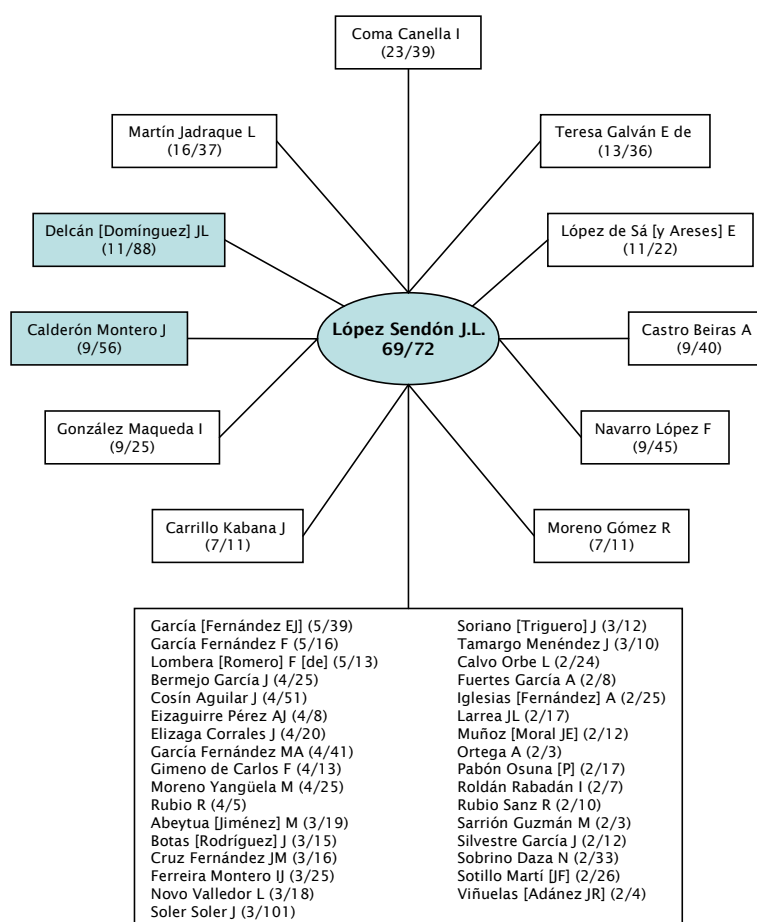 Coma Canella I
(23/39)
Martín Jadraque L
(16/37)
Teresa Galván E de
(13/36)
Delcán [Domínguez] JL
(11/88)
López de Sá [y Areses] E
(11/22)
López Sendón J.L.
69/72
Calderón Montero J
(9/56)
Castro Beiras A
(9/40)
González Maqueda I
(9/25)
Navarro López F
(9/45)
Carrillo Kabana J
(7/11)
Moreno Gómez R
(7/11)
García [Fernández EJ] (5/39)
García Fernández F (5/16)
Lombera [Romero] F [de] (5/13)
Bermejo García J (4/25)
Cosín Aguilar J (4/51)
Eizaguirre Pérez AJ (4/8)
Elizaga Corrales J (4/20)
García Fernández MA (4/41)
Gimeno de Carlos F (4/13)
Moreno Yangüela M (4/25)
Rubio R (4/5)
Abeytua [Jiménez] M (3/19)
Botas [Rodríguez] J (3/15)
Cruz Fernández JM (3/16)
Ferreira Montero IJ (3/25)
Novo Valledor L (3/18)
Soler Soler J (3/101)
Soriano [Triguero] J (3/12)
Tamargo Menéndez J (3/10)
Calvo Orbe L (2/24)
Fuertes García A (2/8)
Iglesias [Fernández] A (2/25)
Larrea JL (2/17)
Muñoz [Moral JE] (2/12)
Ortega A (2/3)
Pabón Osuna [P] (2/17)
Roldán Rabadán I (2/7)
Rubio Sanz R (2/10)
Sarrión Guzmán M (2/3)
Silvestre García J (2/12)
Sobrino Daza N (2/33)
Sotillo Martí [JF] (2/26)
Viñuelas [Adánez JR] (2/4)